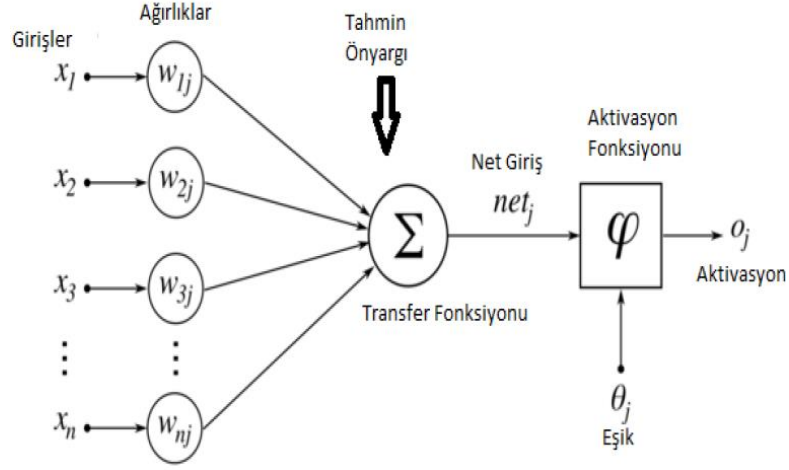 Ağırlıklar
Tahmin
Önyargı
Girişler
x₁
w₁ⱼ
Aktivasyon
Fonksiyonu
x₂
w₂ⱼ
Net Giriş
netⱼ
Σ
φ
oⱼ
Aktivasyon
x₃
w₃ⱼ
Transfer Fonksiyonu
⋮
⋮
θⱼ
Eşik
xₙ
wₙⱼ